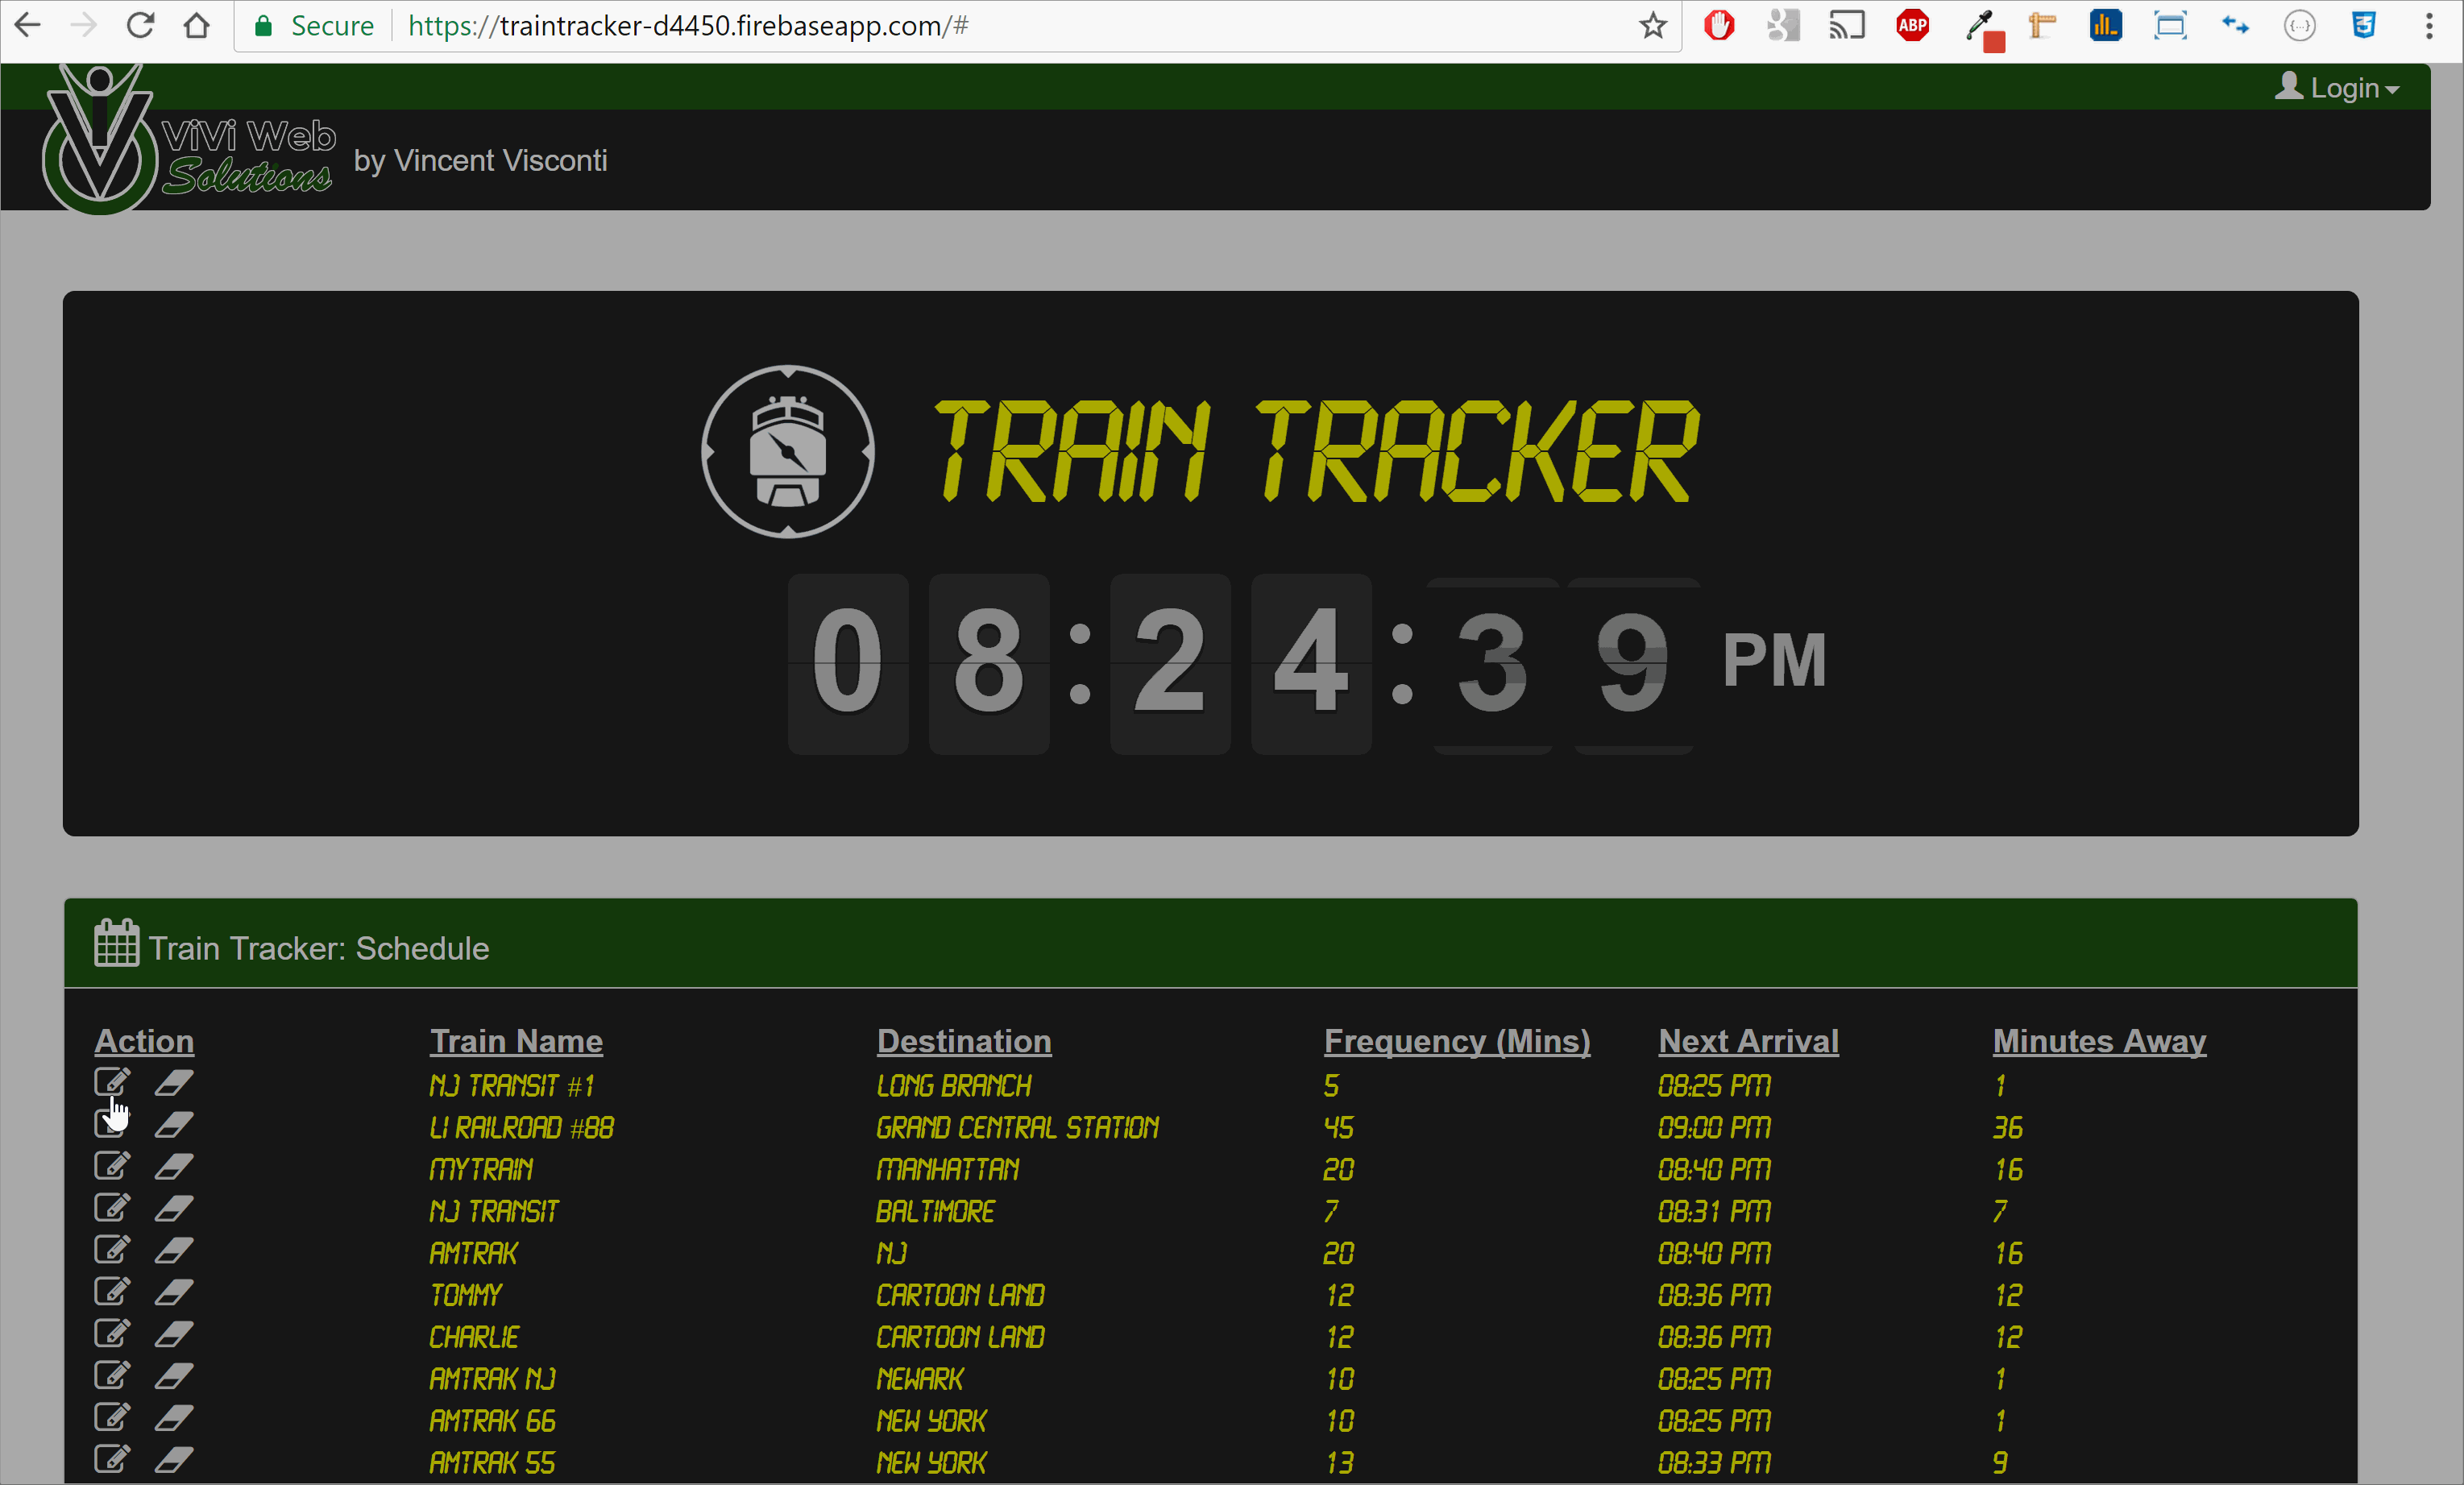 Secure https://traintracker-d4450.firebaseapp.com/#
ABP
Login
ViVi Web
Solutions
by Vincent Visconti
TRAIN TRACKER
08:24:39 PM
Train Tracker: Schedule
Action Train Name Destination Frequency (Mins) Next Arrival Minutes Away
NJ TRANSIT #1 LONG BRANCH 5 08:25 PM 1
LI RAILROAD #88 GRAND CENTRAL STATION 45 09:00 PM 36
MYTRAIN MANHATTAN 20 08:40 PM 16
NJ TRANSIT BALTIMORE 7 08:31 PM 7
AMTRAK NJ 20 08:40 PM 16
TOMMY CARTOON LAND 12 08:36 PM 12
CHARLIE CARTOON LAND 12 08:36 PM 12
AMTRAK NJ NEWARK 10 08:25 PM 1
AMTRAK 66 NEW YORK 10 08:25 PM 1
AMTRAK 55 NEW YORK 13 08:33 PM 9